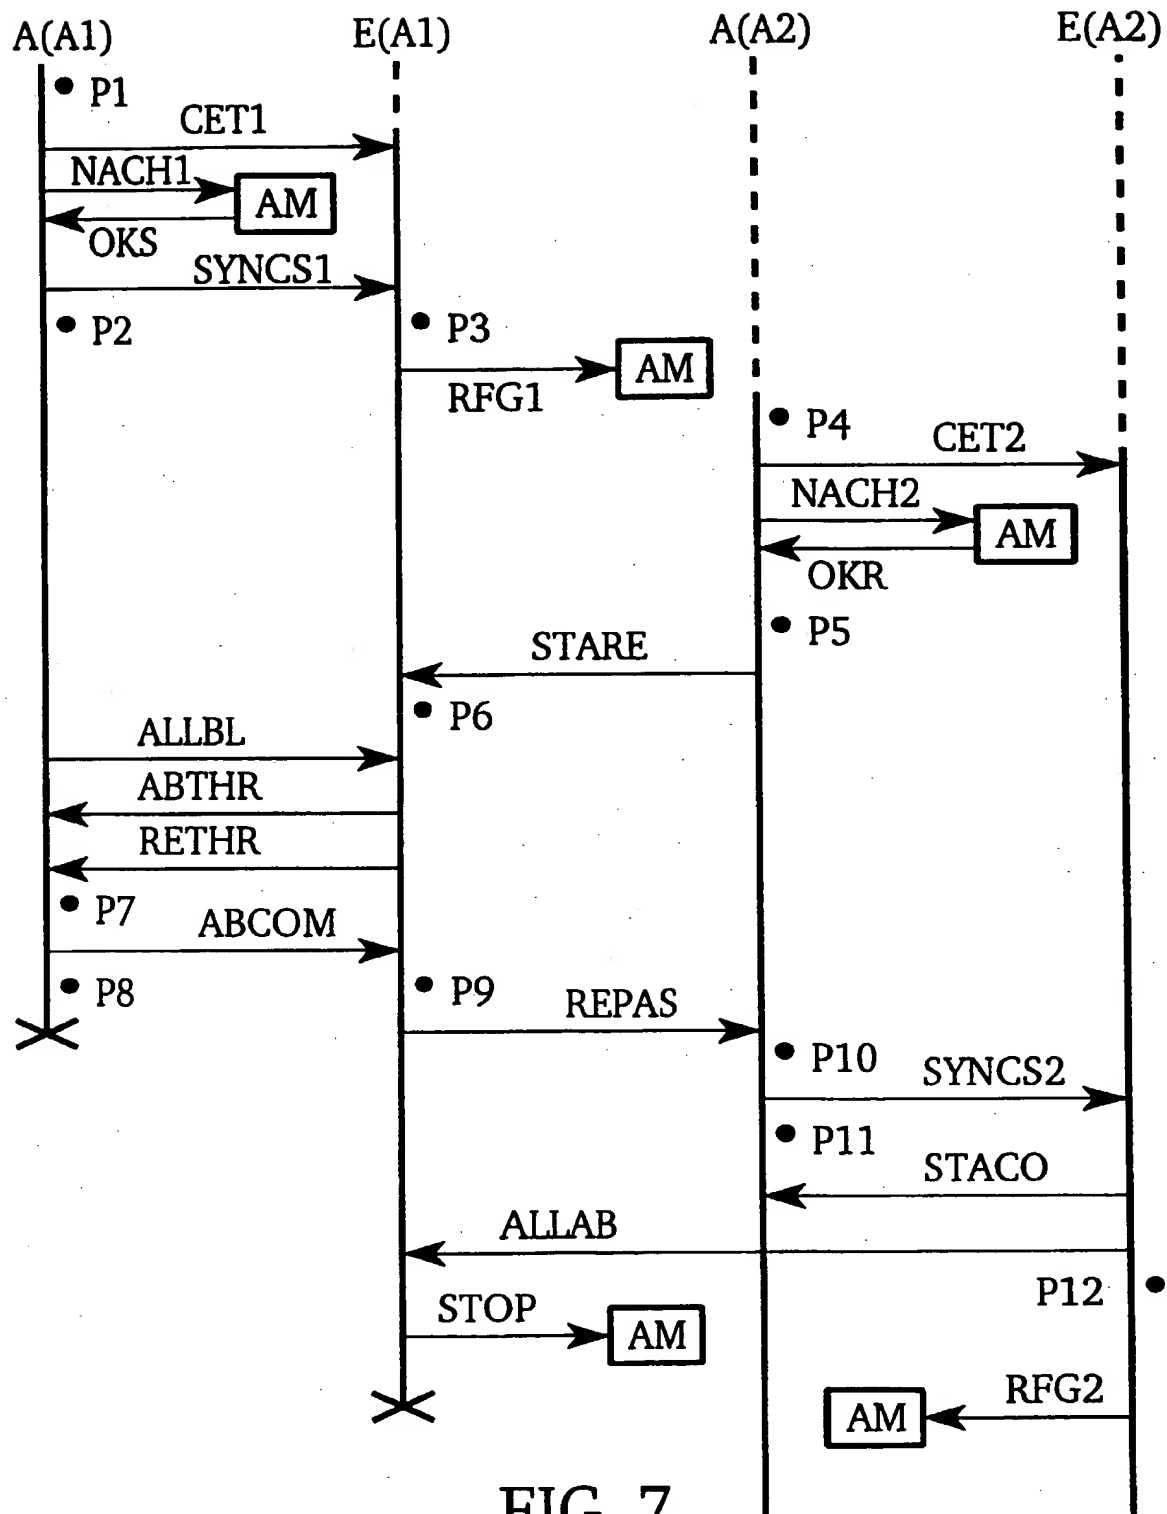 A(A1) E(A1) A(A2) E(A2)
P1
CET1
NACH1
AM
OKS
SYNCS1
P2
P3
AM
RFG1
P4
CET2
NACH2
AM
OKR
P5
STARE
P6
ALLBL
ABTHR
RETHR
P7
ABCOM
P8
P9
REPAS
P10
SYNCS2
P11
STACO
ALLAB
P12
STOP
AM
RFG2
AM
FIG. 7